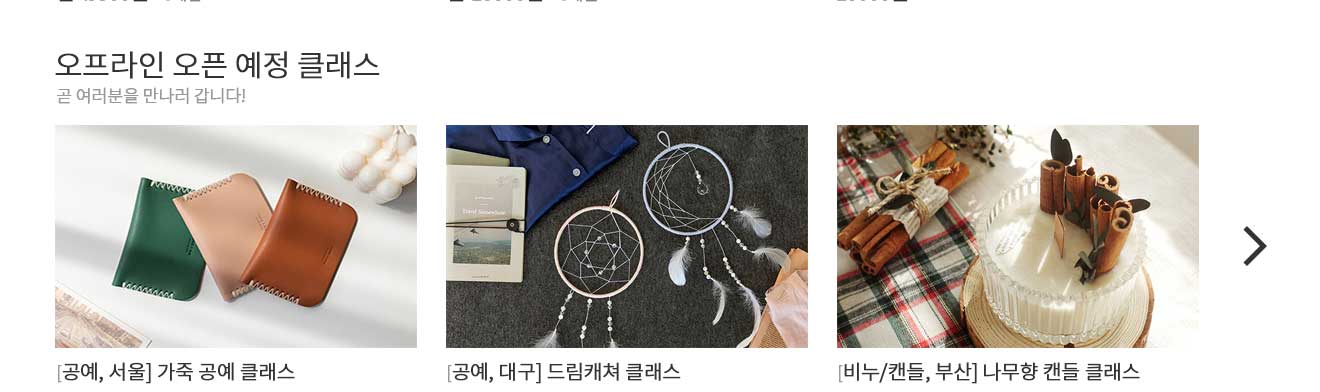 오프라인 오픈 예정 클래스
곧 여러분을 만나러 갑니다!
[공예, 서울] 가죽 공예 클래스
[공예, 대구] 드림캐쳐 클래스
[비누/캔들, 부산] 나무향 캔들 클래스